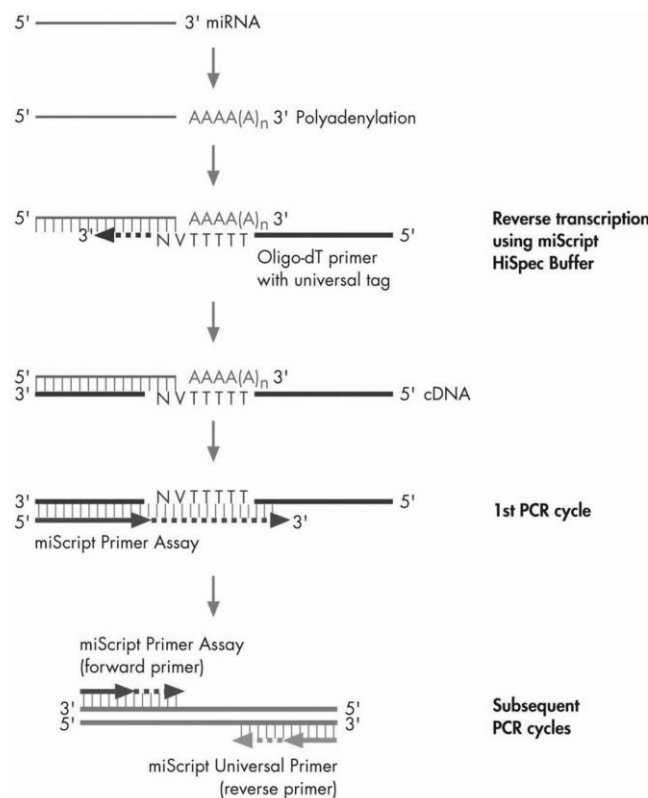 5' 3' miRNA
5' AAAA(A)n 3' Polyadenylation
5' AAAA(A)n 3'
3' N V T T T T T 5'
Oligo-dT primer
with universal tag
Reverse transcription
using miScript
HiSpec Buffer
5' AAAA(A)n 3'
3' N V T T T T T 5' cDNA
N V T T T T T
3' 5'
5' 3'
miScript Primer Assay
1st PCR cycle
miScript Primer Assay
(forward primer)
3' 5'
5' 3'
Subsequent
PCR cycles
miScript Universal Primer
(reverse primer)